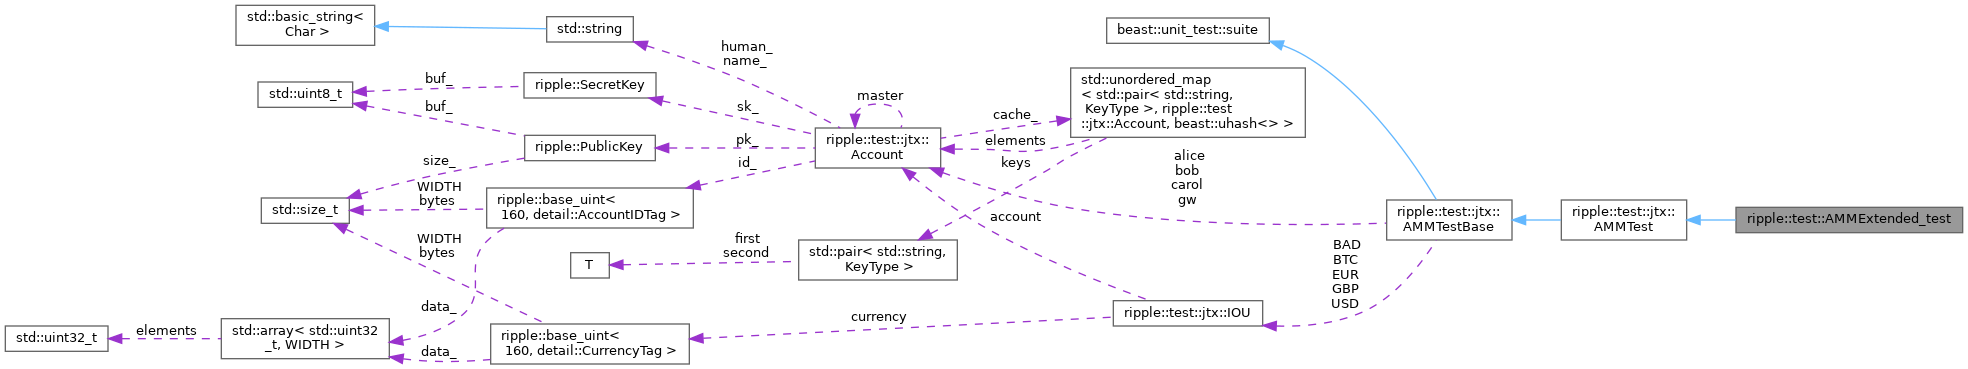 std::basic_string<
Char >
std::string
human_
name_
beast::unit_test::suite
buf_
ripple::SecretKey
std::uint8_t
buf_
sk_
master
cache_
std::unordered_map
< std::pair< std::string,
KeyType >, ripple::test
::jtx::Account, beast::uhash<> >
ripple::PublicKey
pk_
ripple::test::jtx::
Account
elements
size_
id_
keys
alice
bob
carol
gw
WIDTH
bytes
std::size_t
ripple::base_uint<
160, detail::AccountIDTag >
account
ripple::test::jtx::
AMMTestBase
ripple::test::jtx::
AMMTest
ripple::test::AMMExtended_test
WIDTH
bytes
first
second
T
std::pair< std::string,
KeyType >
BAD
BTC
EUR
GBP
USD
data_
currency
ripple::test::jtx::IOU
std::uint32_t
elements
std::array< std::uint32
_t, WIDTH >
data_
ripple::base_uint<
160, detail::CurrencyTag >